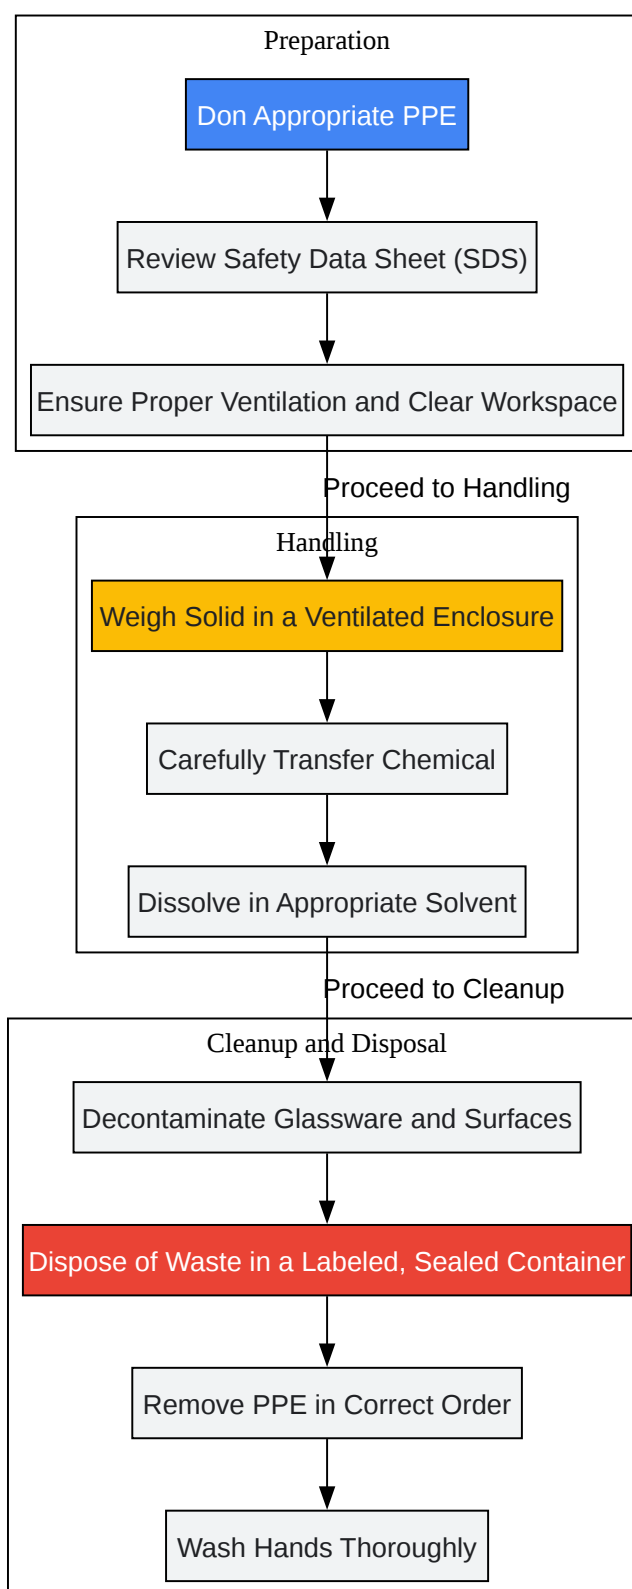 Preparation
Don Appropriate PPE
Review Safety Data Sheet (SDS)
Ensure Proper Ventilation and Clear Workspace
Proceed to Handling
Handling
Weigh Solid in a Ventilated Enclosure
Carefully Transfer Chemical
Dissolve in Appropriate Solvent
Proceed to Cleanup
Cleanup and Disposal
Decontaminate Glassware and Surfaces
Dispose of Waste in a Labeled, Sealed Container
Remove PPE in Correct Order
Wash Hands Thoroughly